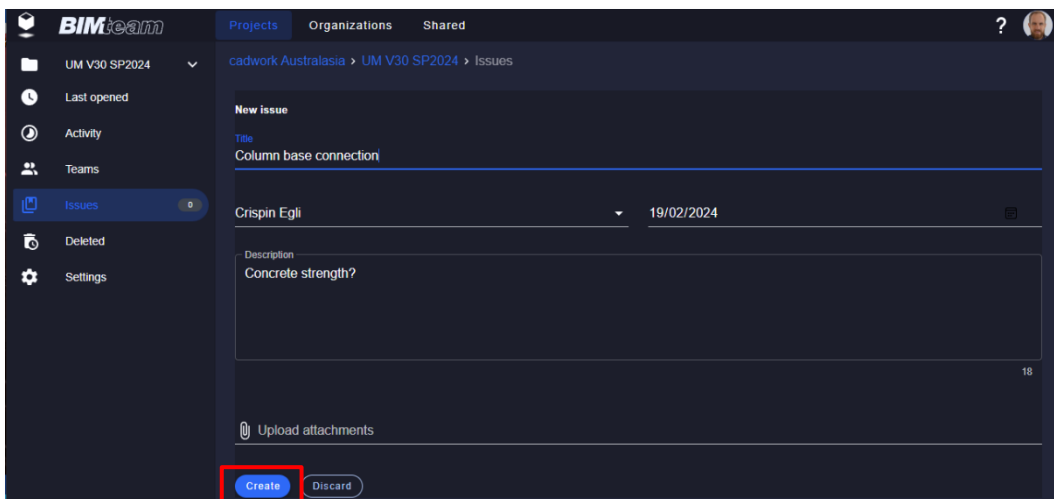 BIMteam Projects Organizations Shared ?
UM V30 SP2024
cadwork Australasia › UM V30 SP2024 › Issues
Last opened
Activity
Teams
Issues 0
Deleted
Settings
New issue
Title
Column base connection
Crispin Egli 19/02/2024
Description
Concrete strength?
18
Upload attachments
Create Discard